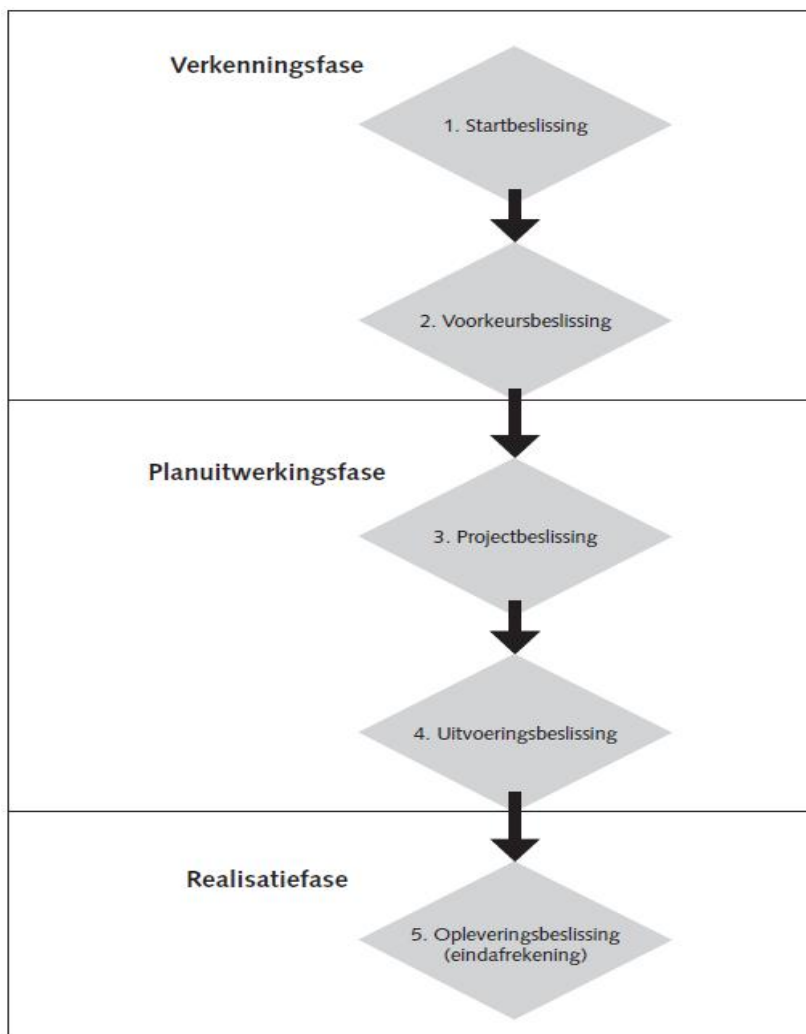 Verkenningsfase
1. Startbeslissing
2. Voorkeursbeslissing
Planuitwerkingsfase
3. Projectbeslissing
4. Uitvoeringsbeslissing
Realisatiefase
5. Opleveringsbeslissing
(eindafrekening)